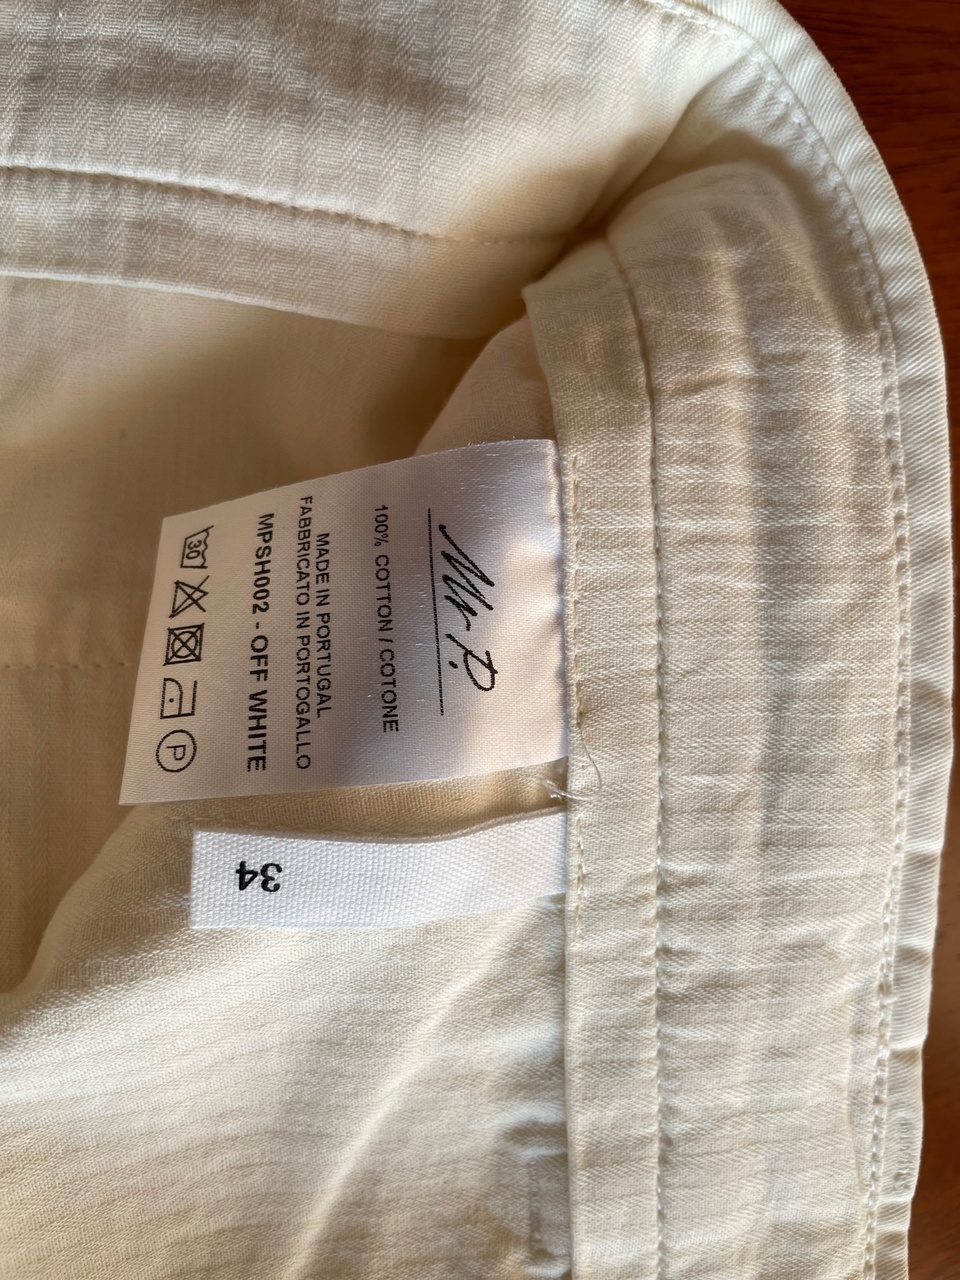 Mr P.
100% COTTON / COTONE
MADE IN PORTUGAL
FABBRICATO IN PORTOGALLO
MPSH002 - OFF WHITE
30
P
34